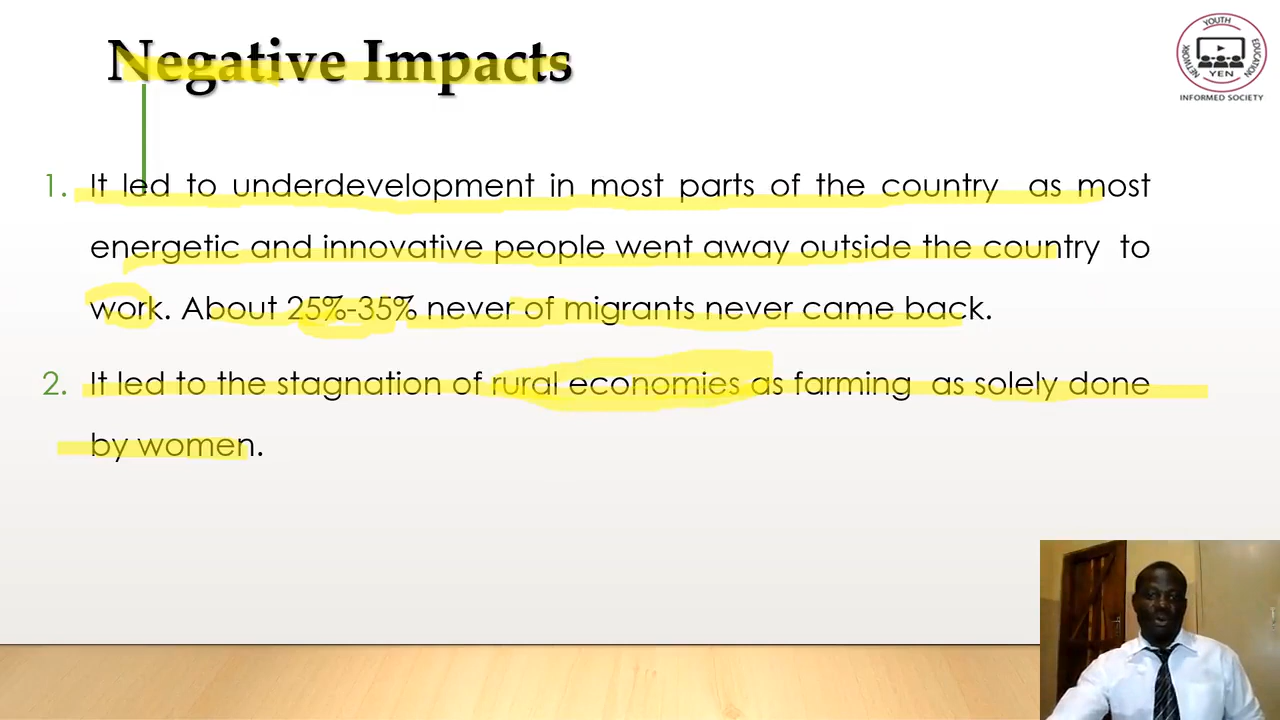 Negative Impacts
YOUTH
EDUCATION
NETWORK
YEN
INFORMED SOCIETY
1. It led to underdevelopment in most parts of the country as most
energetic and innovative people went away outside the country to
work. About 25%-35% never of migrants never came back.
2. It led to the stagnation of rural economies as farming as solely done
by women.